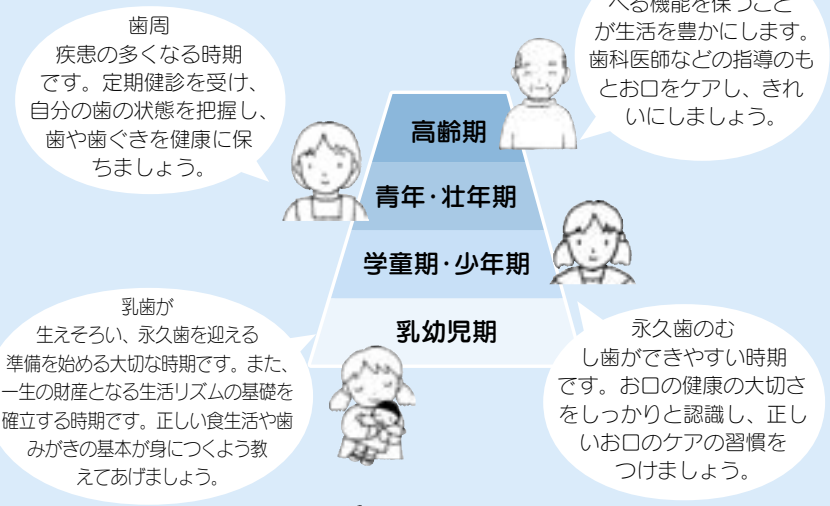 歯周
疾患の多くなる時期
です。定期健診を受け、
自分の歯の状態を把握し、
歯や歯ぐきを健康に保
ちましょう。
べる機能を保つこと
が生活を豊かにします。
歯科医師などの指導のも
とお口をケアし、きれ
いにしましょう。
高齢期
青年・壮年期
学童期・少年期
乳幼児期
乳歯が
生えそろい、永久歯を迎える
準備を始める大切な時期です。また、
一生の財産となる生活リズムの基礎を
確立する時期です。正しい食生活や歯
みがきの基本が身につくよう教
えてあげましょう。
永久歯のむ
し歯ができやすい時期
です。お口の健康の大切さ
をしっかりと認識し、正し
いお口のケアの習慣を
つけましょう。